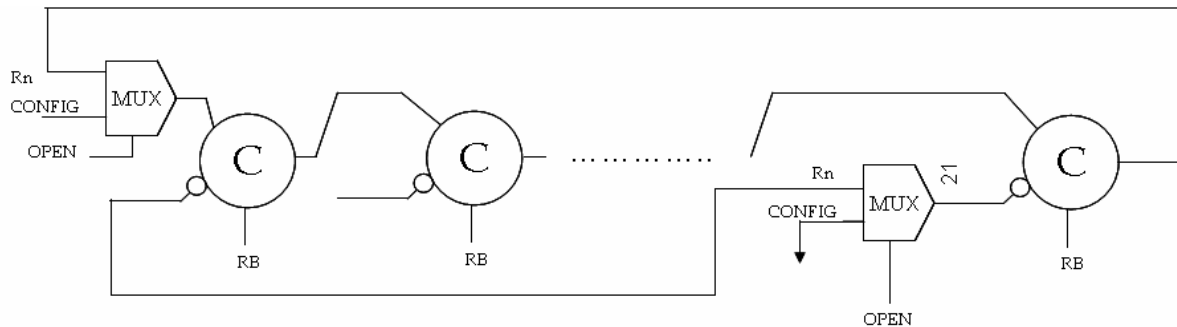 Rn
MUX
CONFIG
OPEN
C
RB
C
RB
...............
Rn
MUX
21
CONFIG
OPEN
C
RB